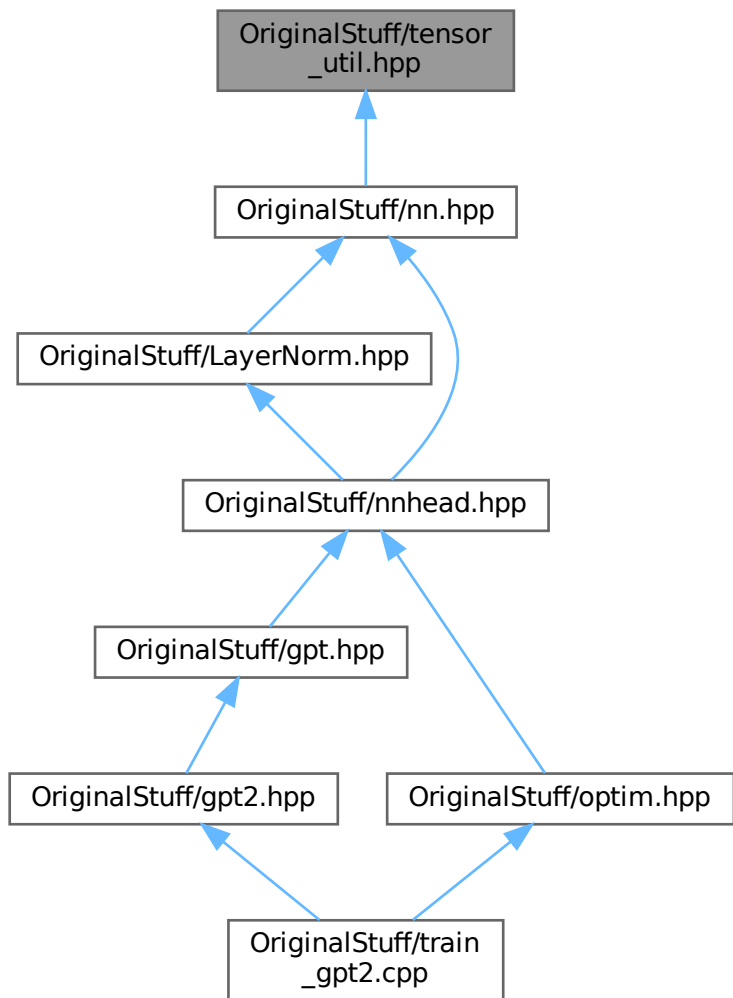 OriginalStuff/tensor
_util.hpp
OriginalStuff/nn.hpp
OriginalStuff/LayerNorm.hpp
OriginalStuff/nnhead.hpp
OriginalStuff/gpt.hpp
OriginalStuff/gpt2.hpp
OriginalStuff/optim.hpp
OriginalStuff/train
_gpt2.cpp